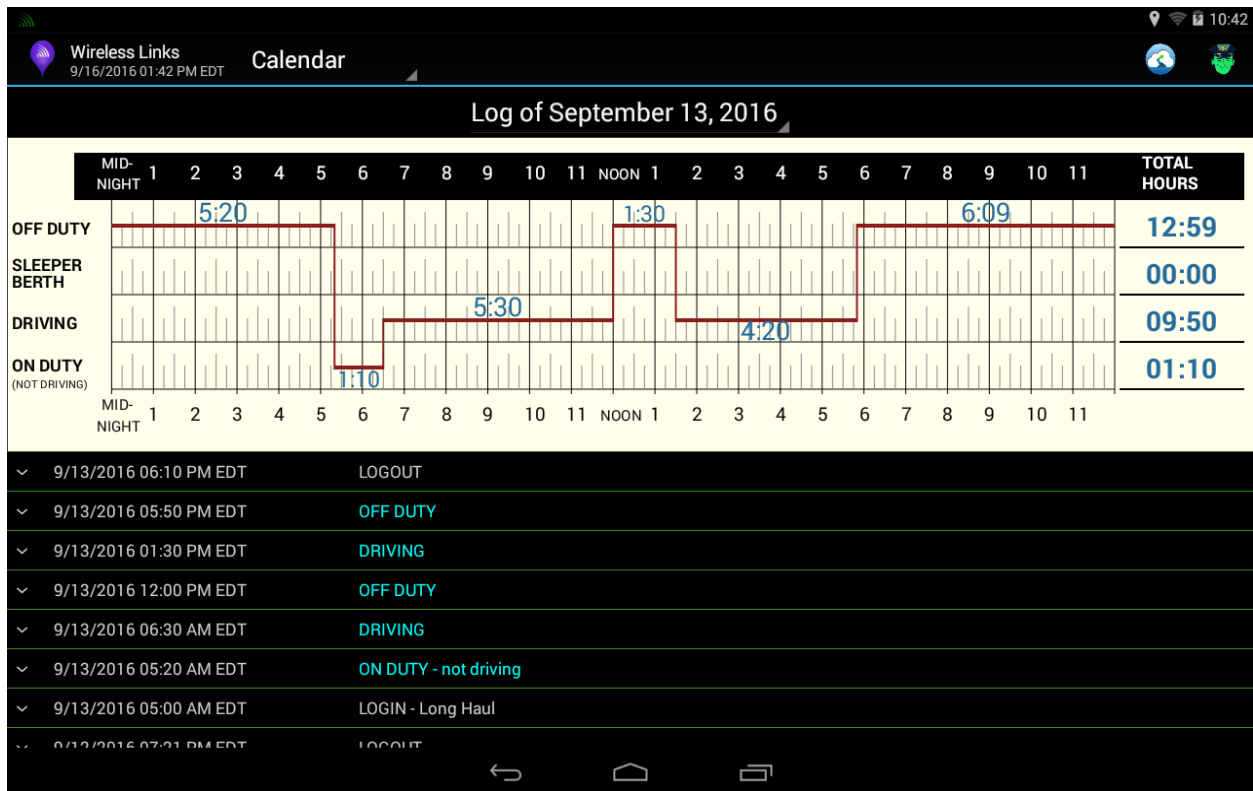 10:42
Wireless Links
9/16/2016 01:42 PM EDT
Calendar
Log of September 13, 2016
MID-NIGHT 1 2 3 4 5 6 7 8 9 10 11 NOON 1 2 3 4 5 6 7 8 9 10 11 TOTAL HOURS
OFF DUTY 5:20 1:30 6:09 12:59
SLEEPER BERTH 00:00
DRIVING 5:30 4:20 09:50
ON DUTY (NOT DRIVING) 1:10 01:10
MID-NIGHT 1 2 3 4 5 6 7 8 9 10 11 NOON 1 2 3 4 5 6 7 8 9 10 11
9/13/2016 06:10 PM EDT LOGOUT
9/13/2016 05:50 PM EDT OFF DUTY
9/13/2016 01:30 PM EDT DRIVING
9/13/2016 12:00 PM EDT OFF DUTY
9/13/2016 06:30 AM EDT DRIVING
9/13/2016 05:20 AM EDT ON DUTY - not driving
9/13/2016 05:00 AM EDT LOGIN - Long Haul
9/12/2016 07:21 PM EDT LOGOUT